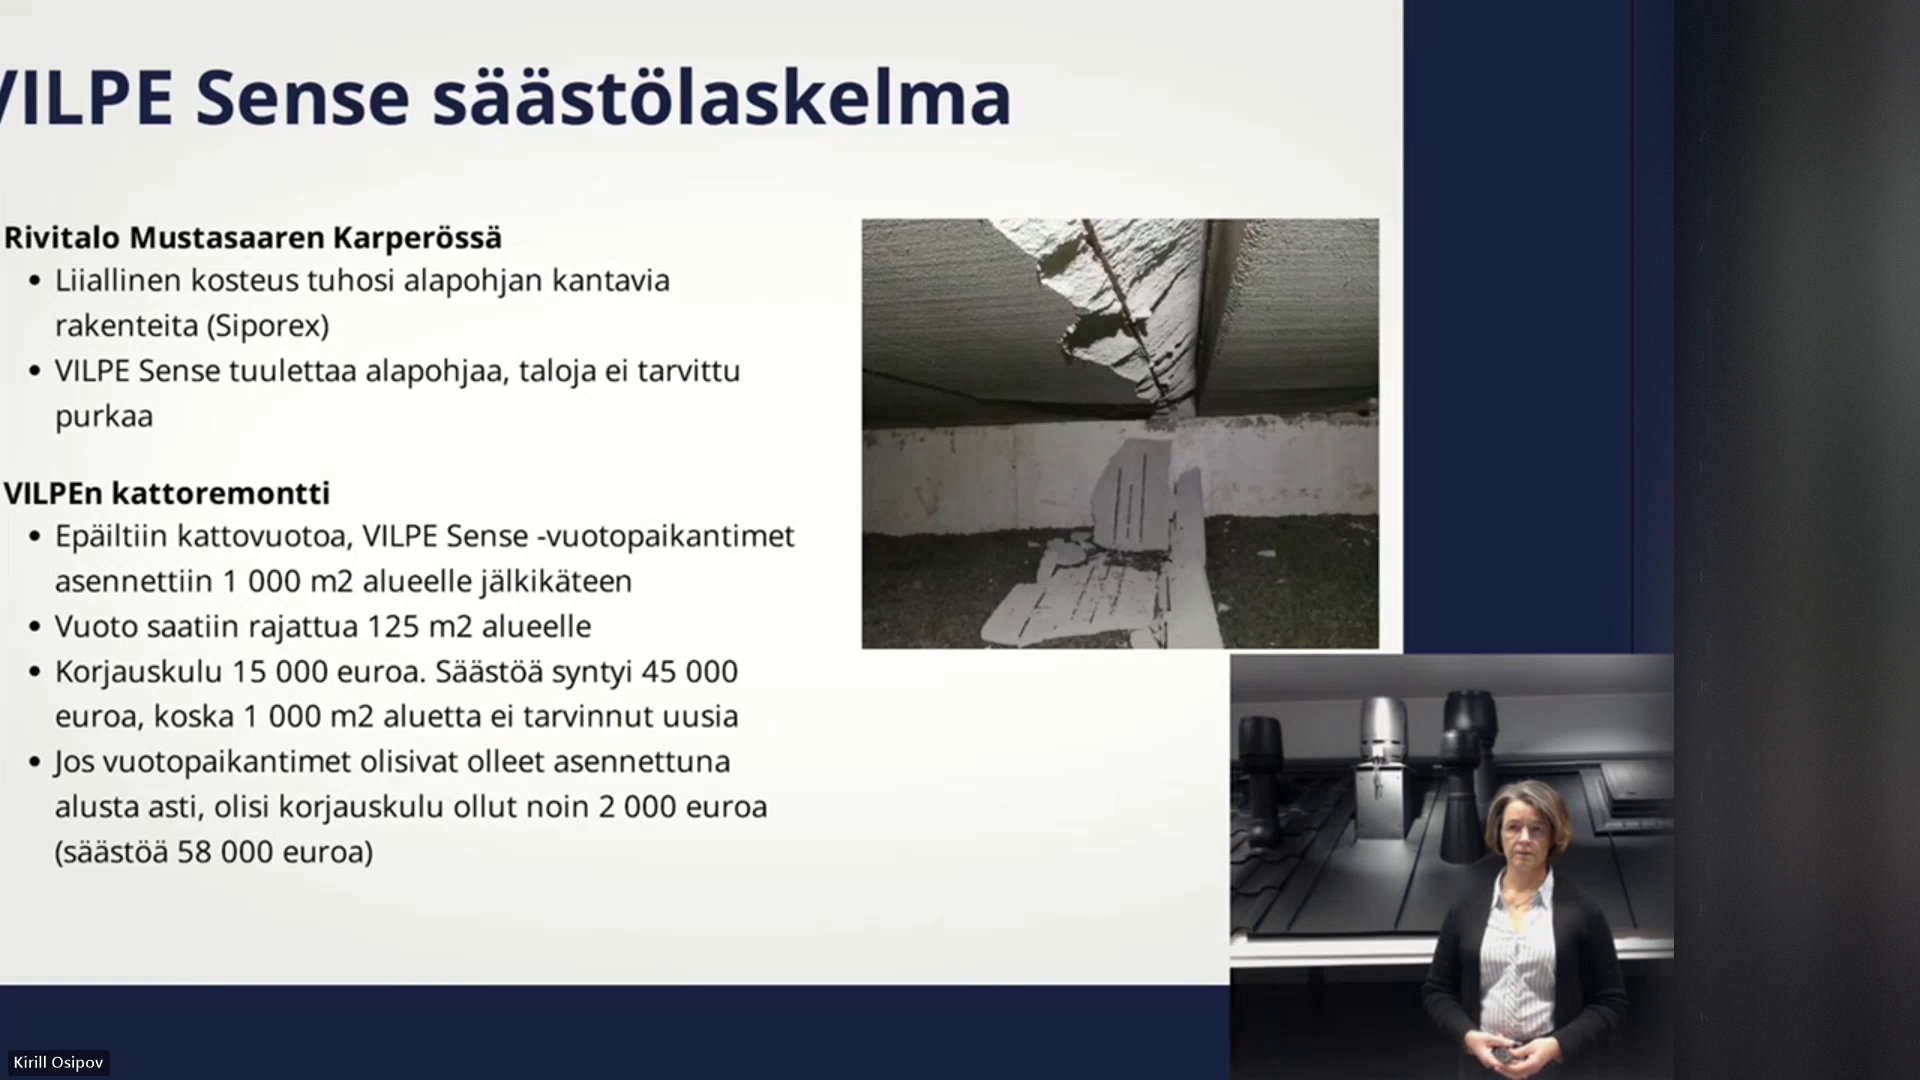 VILPE Sense säästölaskelma
Rivitalo Mustasaaren Karperössä
• Liiallinen kosteus tuhosi alapohjan kantavia
rakenteita (Siporex)
• VILPE Sense tuulettaa alapohjaa, taloja ei tarvittu
purkaa
VILPEn kattoremontti
• Epäiltiin kattovuotoa, VILPE Sense -vuotopaikantimet
asennettiin 1 000 m2 alueelle jälkikäteen
• Vuoto saatiin rajattua 125 m2 alueelle
• Korjauskulu 15 000 euroa. Säästöä syntyi 45 000
euroa, koska 1 000 m2 aluetta ei tarvinnut uusia
• Jos vuotopaikantimet olisivat olleet asennettuna
alusta asti, olisi korjauskulu ollut noin 2 000 euroa
(säästöä 58 000 euroa)
Kirill Osipov